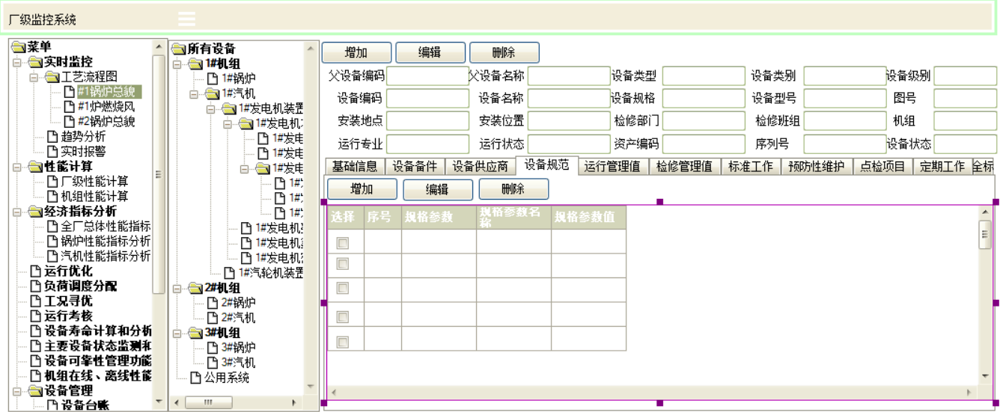 厂级监控系统
菜单
实时监控
工艺流程图
#1锅炉总貌
#1炉燃烧风
#2锅炉总貌
趋势分析
实时报警
性能计算
厂级性能计算
机组性能计算
经济指标分析
全厂总体性能指标
锅炉性能指标分析
汽机性能指标分析
运行优化
负荷调度分配
工况寻优
运行考核
设备寿命计算和分析
主要设备状态监测和
设备可靠性管理功能
机组在线、离线性能
设备管理
设备台账
所有设备
1#机组
1#锅炉
1#汽机
1#发电机装置
1#发电机
1#发电
1#发电
1#发电
1#
1#
1#
1#发电机
1#发电机
1#发电机
1#汽轮机装置
2#机组
2#锅炉
2#汽机
3#机组
3#锅炉
3#汽机
公用系统
增加 编辑 删除
父设备编码 父设备名称 设备类型 设备类别 设备级别
设备编码 设备名称 设备规格 设备型号 图号
安装地点 安装位置 检修部门 检修班组 机组
运行专业 运行状态 资产编码 序列号 设备状态
基础信息 设备备件 设备供应商 设备规范 运行管理值 检修管理值 标准工作 预防性维护 点检项目 定期工作 全标
增加 编辑 删除
选择 序号 规格参数 规格参数名称 规格参数值